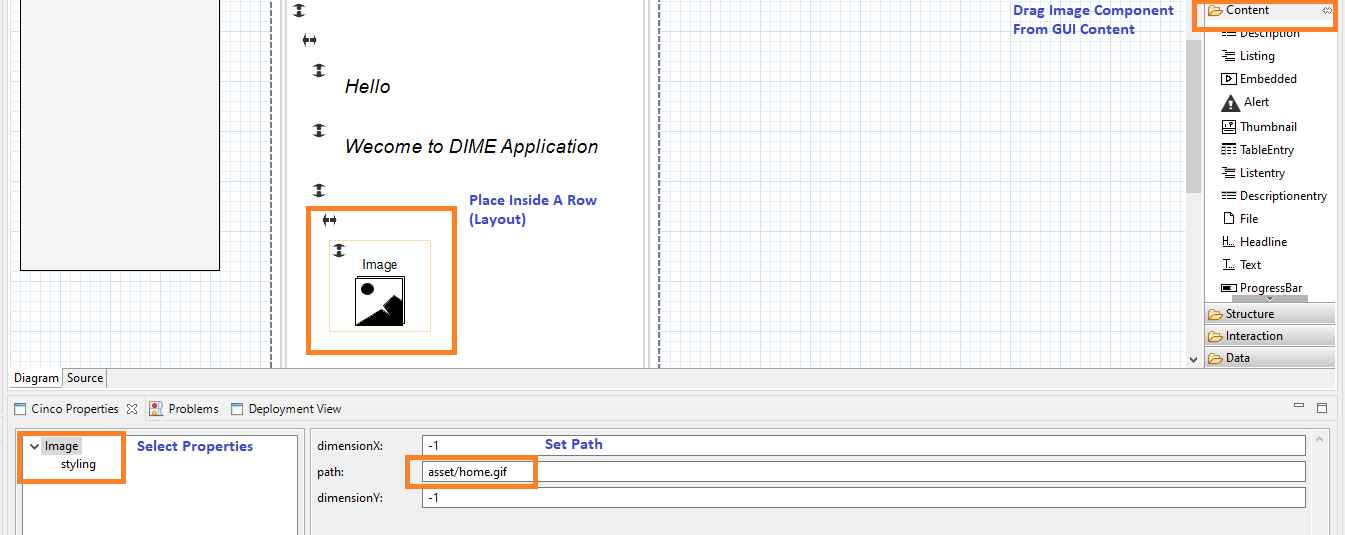 Drag Image Component
From GUI Content
Content
Description
Listing
Embedded
Alert
Thumbnail
TableEntry
Listentry
Descriptionentry
File
H... Headline
T... Text
ProgressBar
Structure
Interaction
Data
Hello
Wecome to DIME Application
Place Inside A Row
(Layout)
Image
Diagram
Source
Cinco Properties
Problems
Deployment View
Image
styling
Select Properties
dimensionX:
-1
Set Path
path:
asset/home.gif
dimensionY:
-1